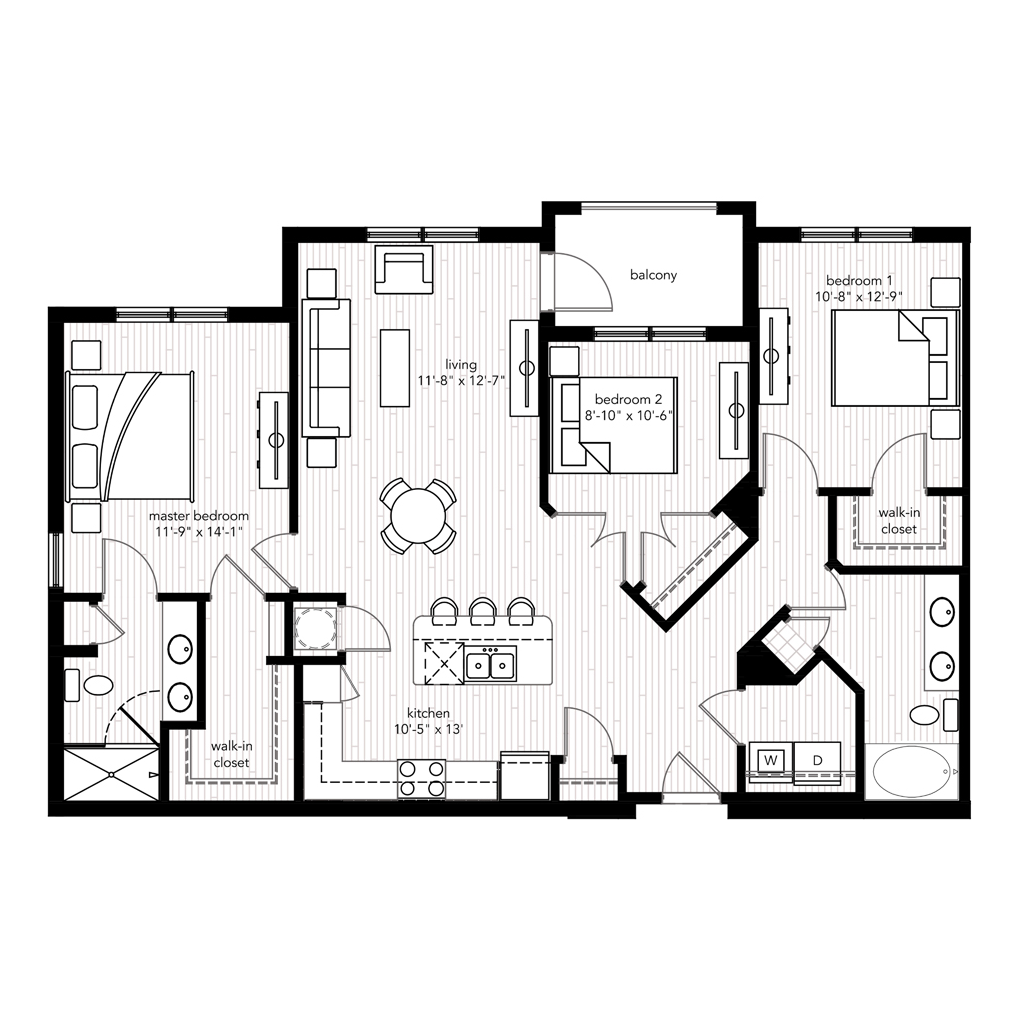 balcony
bedroom 1
10'-8" x 12'-9"
living
11'-8" x 12'-7"
bedroom 2
8'-10" x 10'-6"
master bedroom
11'-9" x 14'-1"
walk-in
closet
kitchen
10'-5" x 13'
walk-in
closet
W
D